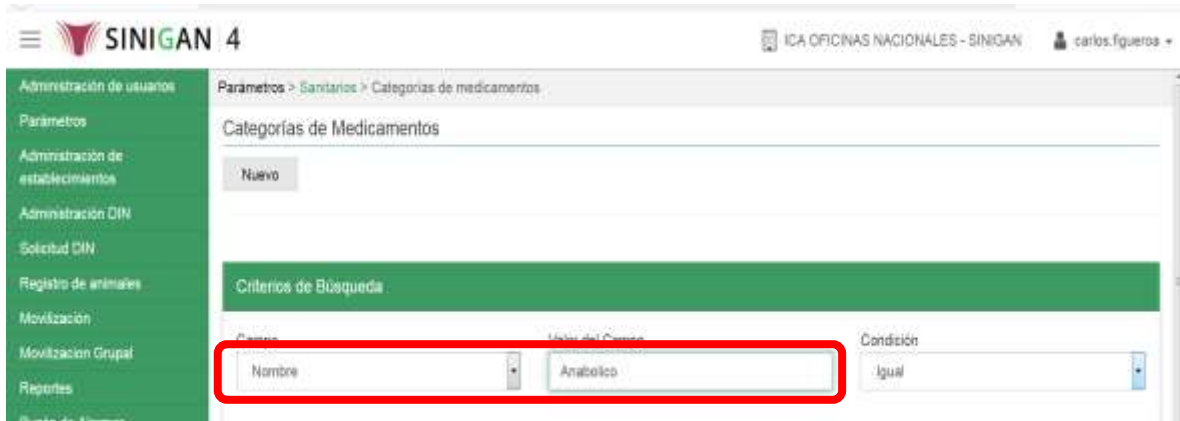 SINIGAN 4
ICA OFICINAS NACIONALES - SINIGAN
carlos.figueroa
Administración de usuarios
Parámetros
Administración de
establecimientos
Administración DIN
Solicitud DIN
Registro de animales
Movilización
Movilizacion Grupal
Reportes
Parámetros > Sanitarios > Categorías de medicamentos
Categorías de Medicamentos
Nuevo
Criterios de Búsqueda
Campo
Valor del Campo
Condición
Nombre
Anabolico
Igual